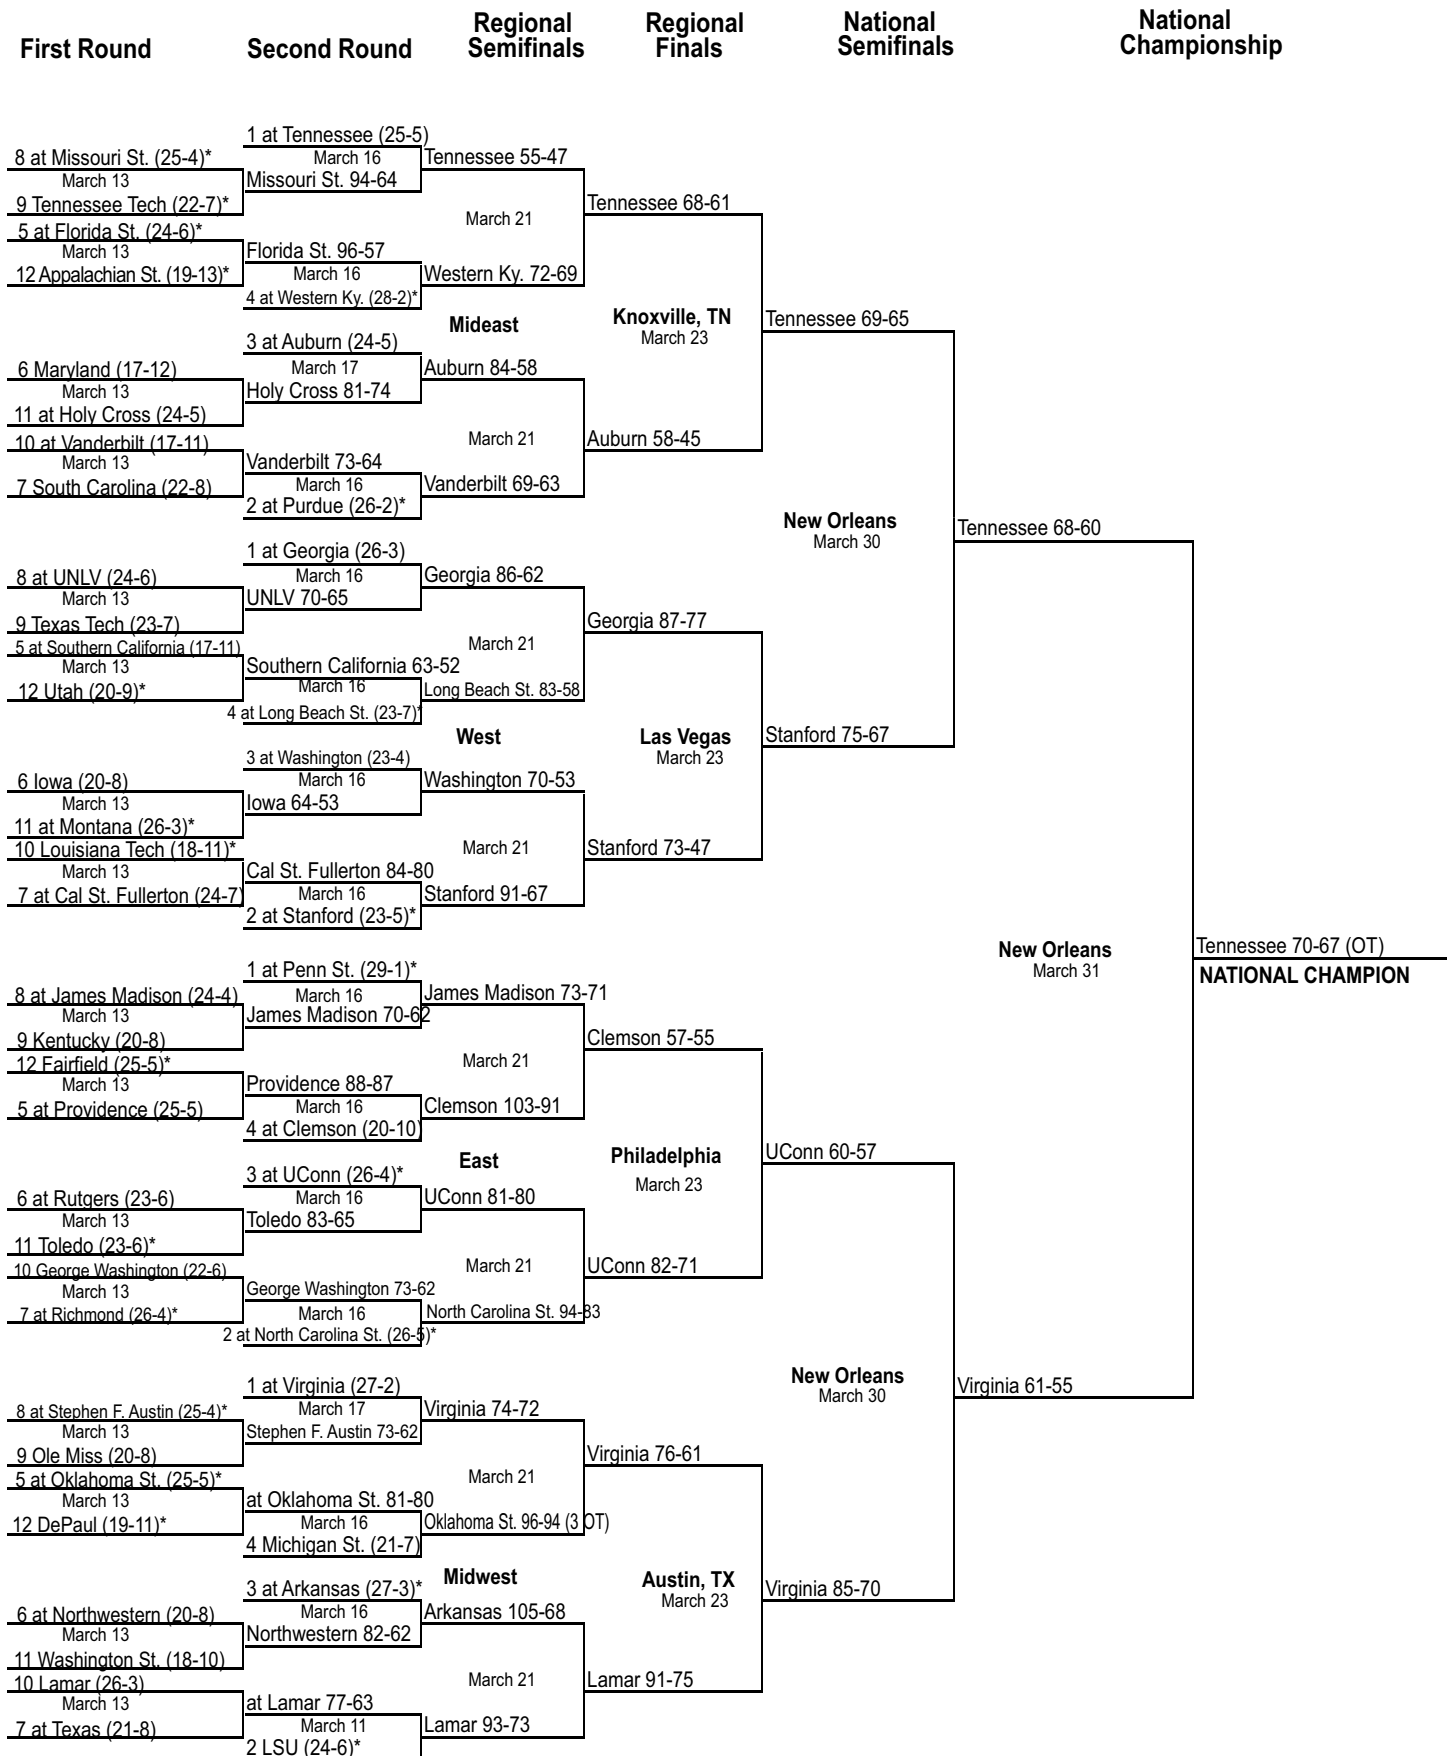 First Round
Second Round
Regional
Semifinals
Regional
Finals
National
Semifinals
National
Championship
1 at Tennessee (25-5)
8 at Missouri St. (25-4)*
March 16
Tennessee 55-47
March 13
Missouri St. 94-64
9 Tennessee Tech (22-7)*
March 21
Tennessee 68-61
5 at Florida St. (24-6)*
March 13
Florida St. 96-57
12 Appalachian St. (19-13)*
March 16
Western Ky. 72-69
4 at Western Ky. (28-2)*
Mideast
Knoxville, TN
March 23
Tennessee 69-65
3 at Auburn (24-5)
6 Maryland (17-12)
March 17
Auburn 84-58
March 13
Holy Cross 81-74
11 at Holy Cross (24-5)
10 at Vanderbilt (17-11)
March 21
Auburn 58-45
March 13
Vanderbilt 73-64
7 South Carolina (22-8)
March 16
Vanderbilt 69-63
2 at Purdue (26-2)*
New Orleans
March 30
Tennessee 68-60
1 at Georgia (26-3)
8 at UNLV (24-6)
March 16
Georgia 86-62
March 13
UNLV 70-65
9 Texas Tech (23-7)
Georgia 87-77
5 at Southern California (17-11)
March 21
March 13
Southern California 63-52
12 Utah (20-9)*
March 16
Long Beach St. 83-58
4 at Long Beach St. (23-7)*
West
Las Vegas
March 23
Stanford 75-67
3 at Washington (23-4)
6 Iowa (20-8)
March 16
Washington 70-53
March 13
Iowa 64-53
11 at Montana (26-3)*
10 Louisiana Tech (18-11)*
March 21
Stanford 73-47
March 13
Cal St. Fullerton 84-80
7 at Cal St. Fullerton (24-7)
March 16
Stanford 91-67
2 at Stanford (23-5)*
New Orleans
March 31
Tennessee 70-67 (OT)
NATIONAL CHAMPION
1 at Penn St. (29-1)*
8 at James Madison (24-4)
March 16
James Madison 73-71
March 13
James Madison 70-62
9 Kentucky (20-8)
Clemson 57-55
12 Fairfield (25-5)*
March 21
March 13
Providence 88-87
5 at Providence (25-5)
March 16
Clemson 103-91
4 at Clemson (20-10)
East
Philadelphia
March 23
UConn 60-57
3 at UConn (26-4)*
6 at Rutgers (23-6)
March 16
UConn 81-80
March 13
Toledo 83-65
11 Toledo (23-6)*
10 George Washington (22-6)
March 21
UConn 82-71
March 13
George Washington 73-62
7 at Richmond (26-4)*
March 16
North Carolina St. 94-83
2 at North Carolina St. (26-5)*
New Orleans
March 30
Virginia 61-55
1 at Virginia (27-2)
8 at Stephen F. Austin (25-4)*
March 17
Virginia 74-72
March 13
Stephen F. Austin 73-62
9 Ole Miss (20-8)
Virginia 76-61
5 at Oklahoma St. (25-5)*
March 21
March 13
at Oklahoma St. 81-80
12 DePaul (19-11)*
March 16
Oklahoma St. 96-94 (3 OT)
4 Michigan St. (21-7)
Midwest
Austin, TX
March 23
Virginia 85-70
3 at Arkansas (27-3)*
6 at Northwestern (20-8)
March 16
Arkansas 105-68
March 13
Northwestern 82-62
11 Washington St. (18-10)
10 Lamar (26-3)
March 21
Lamar 91-75
March 13
at Lamar 77-63
7 at Texas (21-8)
March 11
Lamar 93-73
2 LSU (24-6)*